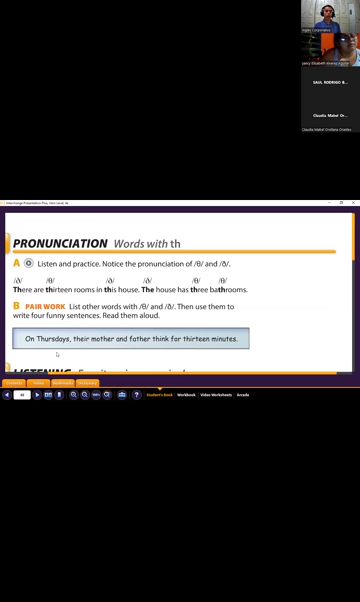 SAUL RODRIGO B...
Claudia Mabel Or...
Claudia Mabel Orellana Orantes
PRONUNCIATION Words with th
A Listen and practice. Notice the pronunciation of /θ/ and /ð/.
/ð/ /θ/ /ð/ /ð/ /θ/ /θ/
There are thirteen rooms in this house. The house has three bathrooms.
B PAIR WORK List other words with /θ/ and /ð/. Then use them to
write four funny sentences. Read them aloud.
On Thursdays, their mother and father think for thirteen minutes.
Student's Book | Workbook | Video Worksheets | Arcade